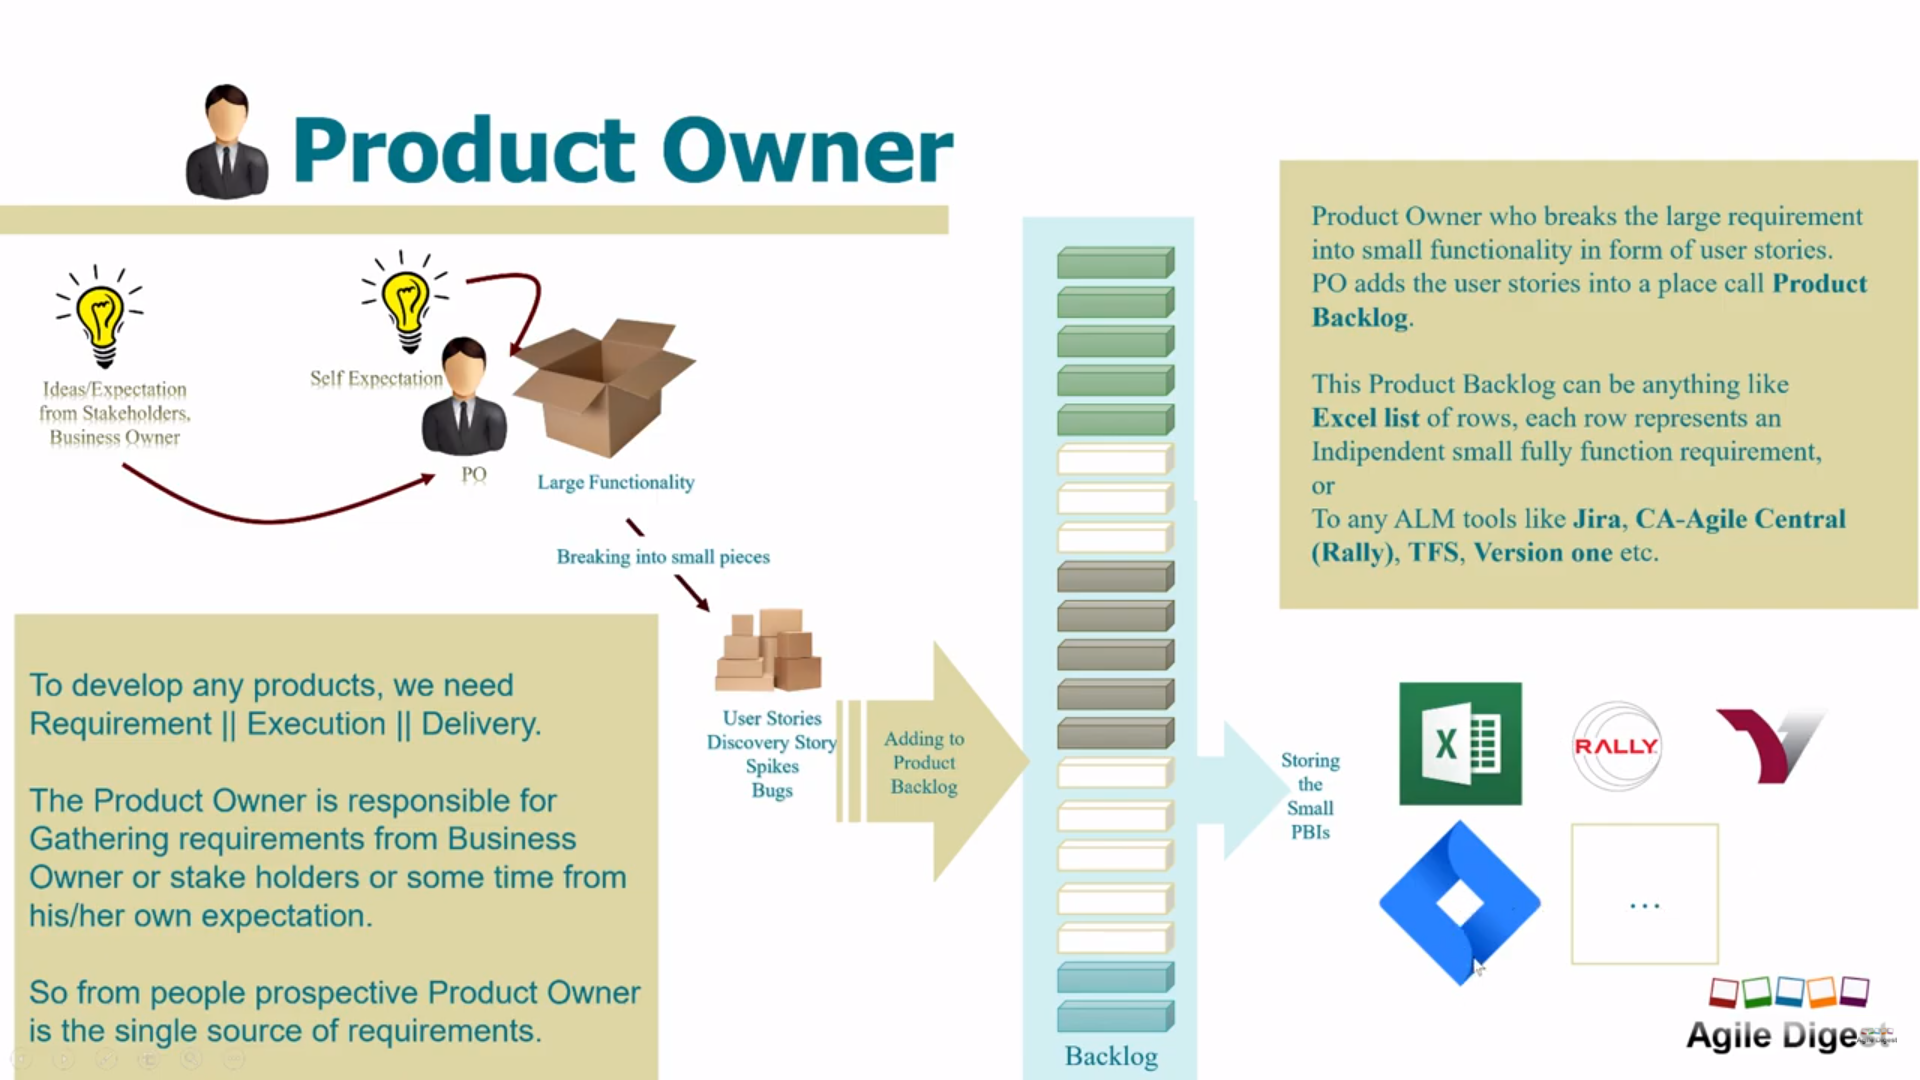 Product Owner
Ideas/Expectation
from Stakeholders,
Business Owner
Self Expectation
PO
Large Functionality
Breaking into small pieces
User Stories
Discovery Story
Spikes
Bugs
Adding to
Product
Backlog
Backlog
Storing
the
Small
PBIs
Product Owner who breaks the large requirement
into small functionality in form of user stories.
PO adds the user stories into a place call Product
Backlog.
This Product Backlog can be anything like
Excel list of rows, each row represents an
Indipendent small fully function requirement,
or
To any ALM tools like Jira, CA-Agile Central
(Rally), TFS, Version one etc.
To develop any products, we need
Requirement || Execution || Delivery.
The Product Owner is responsible for
Gathering requirements from Business
Owner or stake holders or some time from
his/her own expectation.
So from people prospective Product Owner
is the single source of requirements.
X
RALLY
V
...
Agile Digest